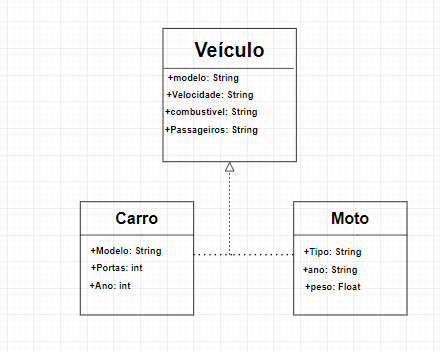 Veículo
+modelo: String
+Velocidade: String
+combustivel: String
+Passageiros: String
Carro
+Modelo: String
+Portas: int
+Ano: int
Moto
+Tipo: String
+ano: String
+peso: Float